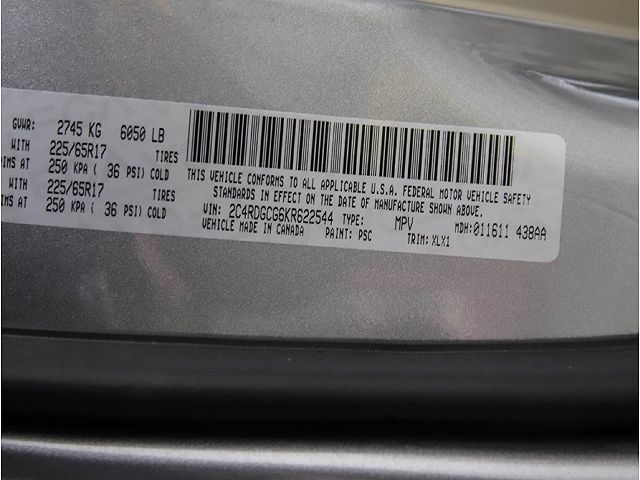 GVWR: 2745 KG 6050 LB
WITH 225/65R17 TIRES
IMS AT 250 KPA ( 36 PSI) COLD
WITH 225/65R17 TIRES
IMS AT 250 KPA ( 36 PSI) COLD
THIS VEHICLE CONFORMS TO ALL APPLICABLE U.S.A. FEDERAL MOTOR VEHICLE SAFETY
STANDARDS IN EFFECT ON THE DATE OF MANUFACTURE SHOWN ABOVE.
VIN: 2C4RDGCG6KR622544 TYPE: MPV MDH: 011611 438AA
VEHICLE MADE IN CANADA PAINT: PSC TRIM: XLX1